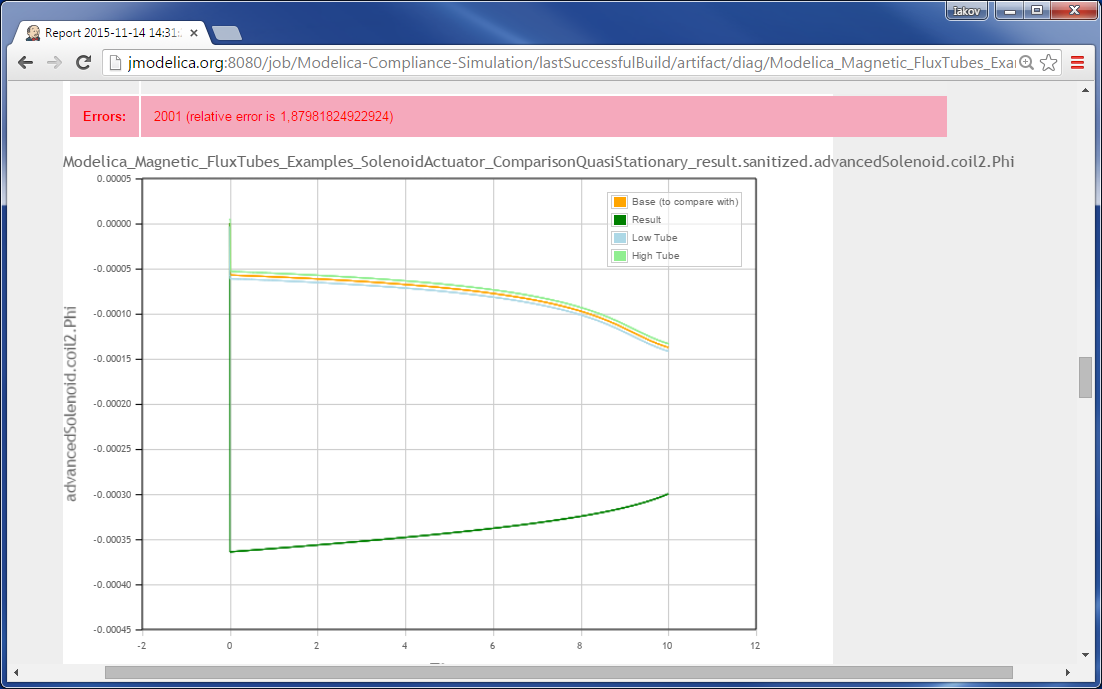 Iakov
Report 2015-11-14 14:31:
jmodelica.org:8080/job/Modelica-Compliance-Simulation/lastSuccessfulBuild/artifact/diag/Modelica_Magnetic_FluxTubes_Exa
Errors: 2001 (relative error is 1,87981824922924)
Modelica_Magnetic_FluxTubes_Examples_SolenoidActuator_ComparisonQuasiStationary_result.sanitized.advancedSolenoid.coil2.Phi
0.00005
Base (to compare with)
Result
Low Tube
High Tube
0.00000
-0.00005
-0.00010
-0.00015
-0.00020
-0.00025
-0.00030
-0.00035
-0.00040
-0.00045
advancedSolenoid.coil2.Phi
-2 0 2 4 6 8 10 12